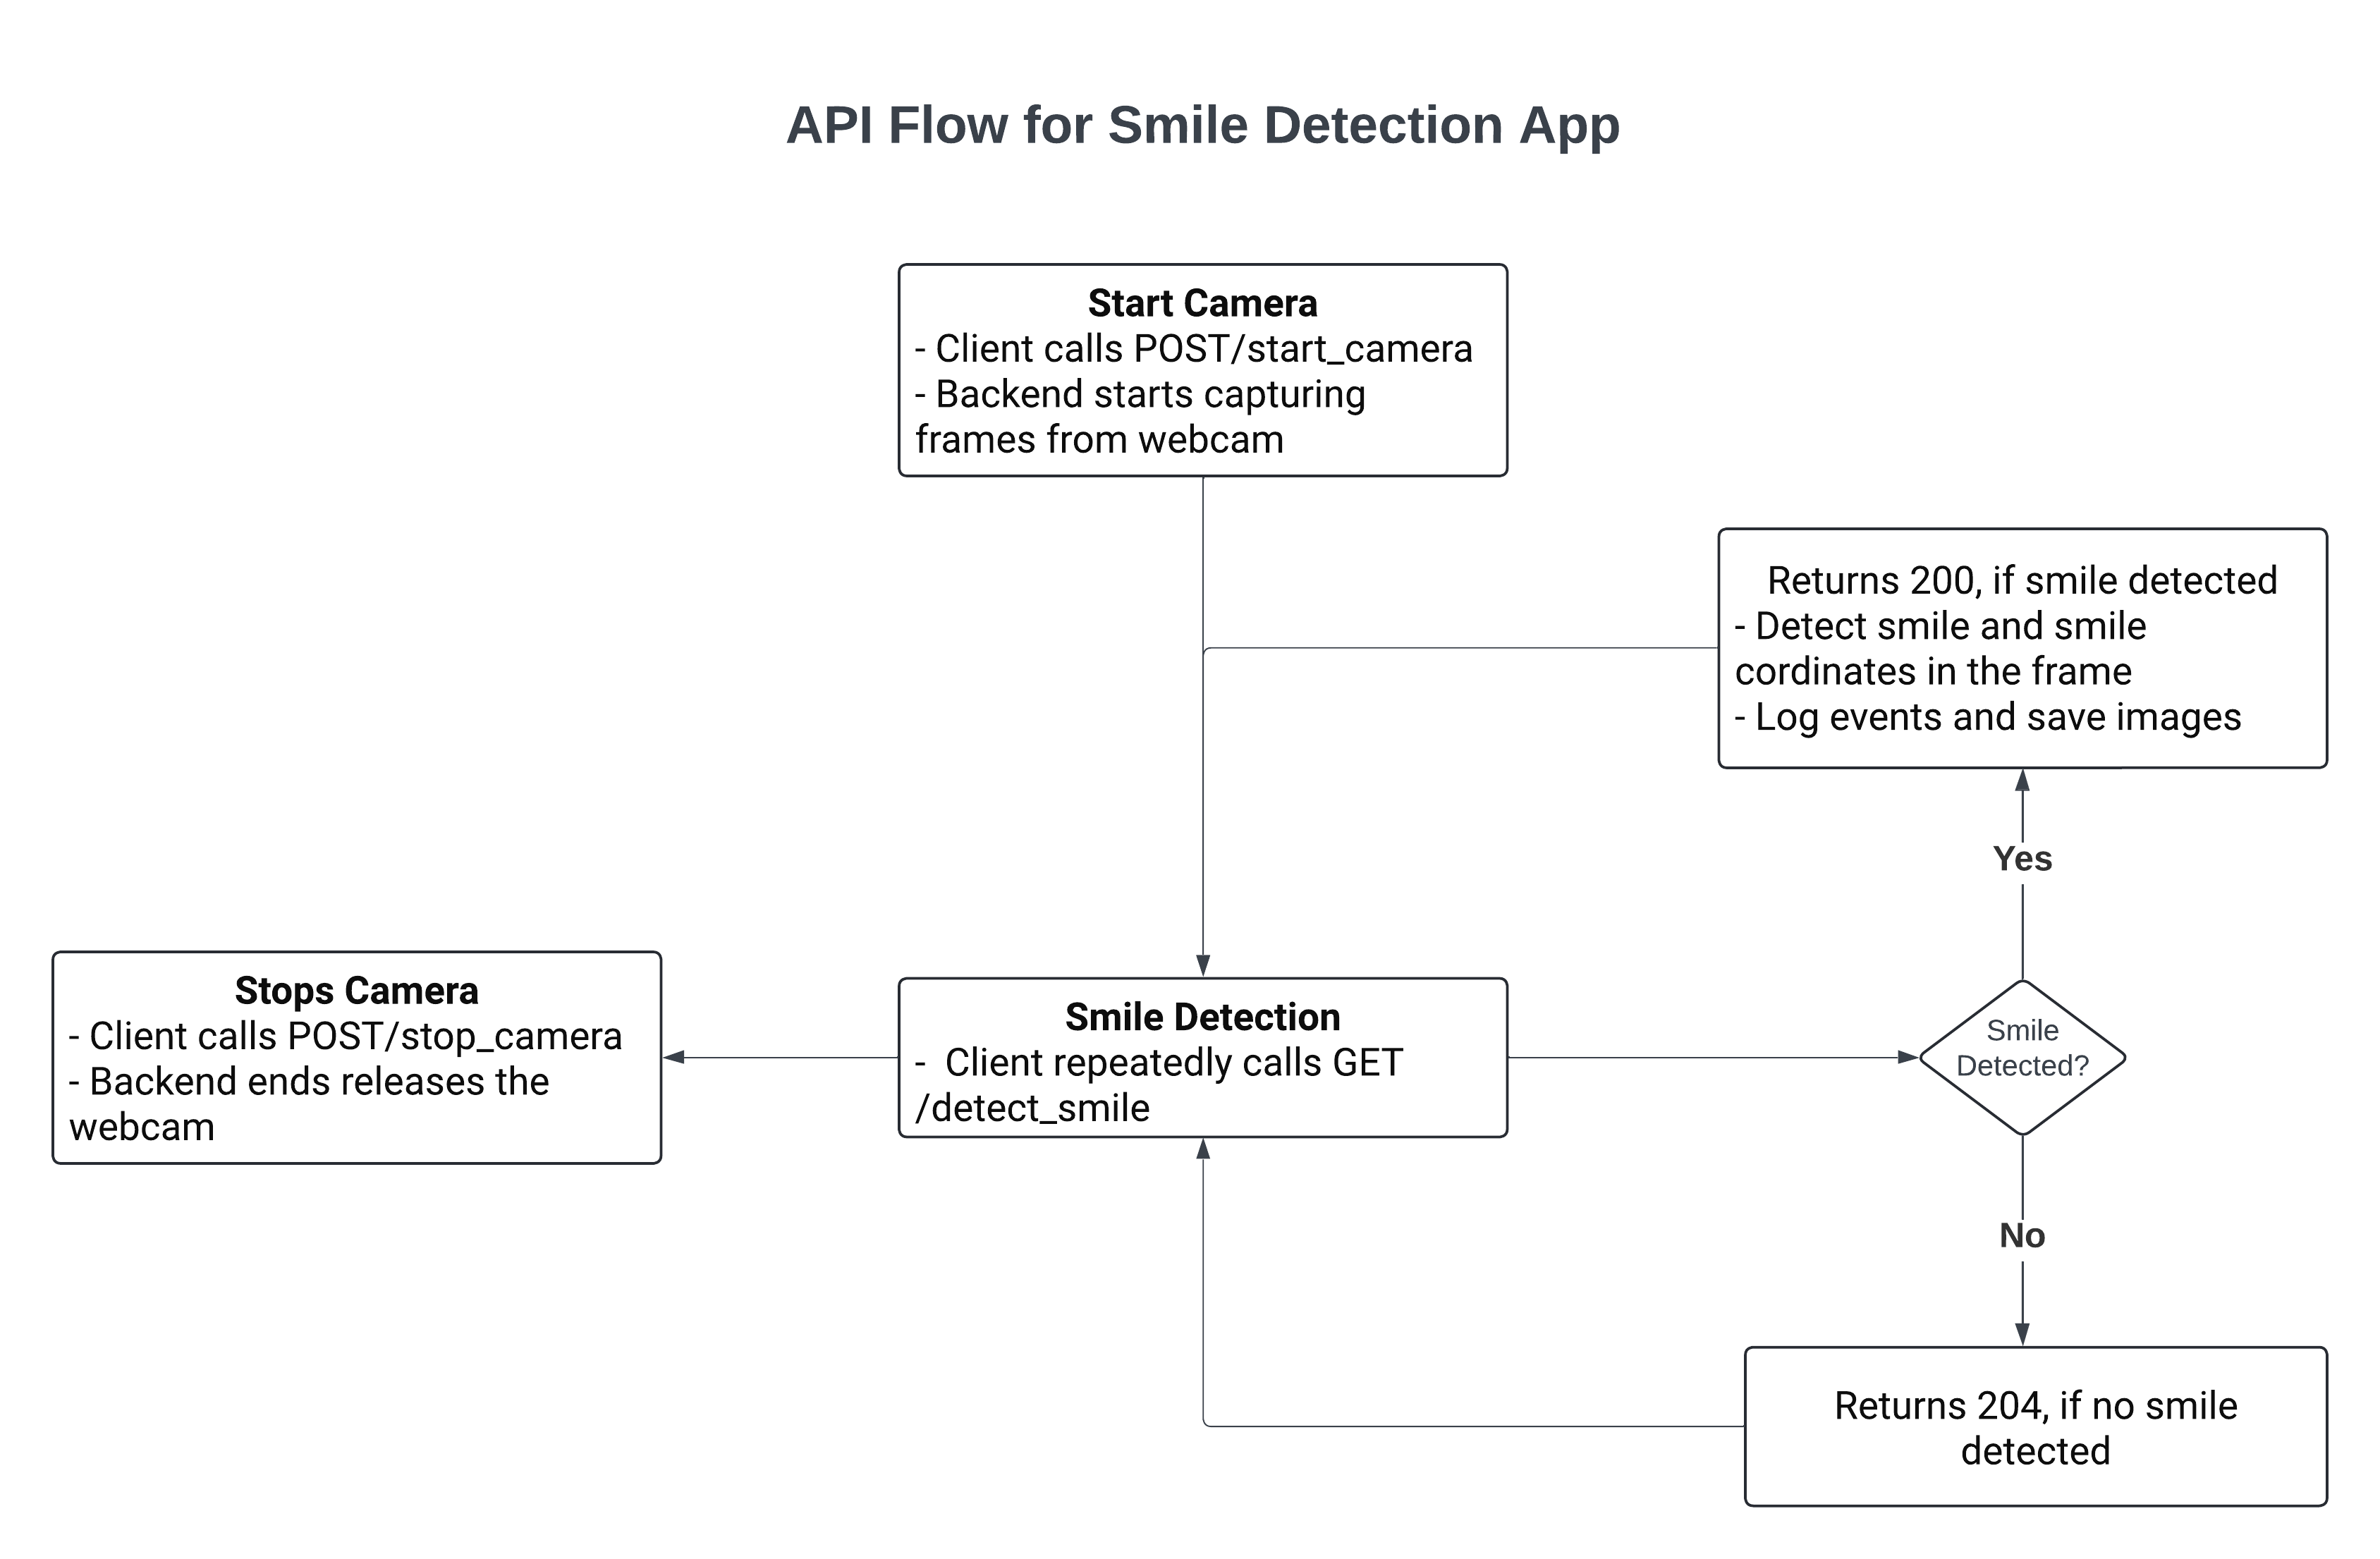 API Flow for Smile Detection App
Start Camera
- Client calls POST/start_camera
- Backend starts capturing
frames from webcam
Returns 200, if smile detected
- Detect smile and smile
cordinates in the frame
- Log events and save images
Yes
Stops Camera
- Client calls POST/stop_camera
- Backend ends releases the
webcam
Smile Detection
-  Client repeatedly calls GET
/detect_smile
Smile
Detected?
No
Returns 204, if no smile
detected